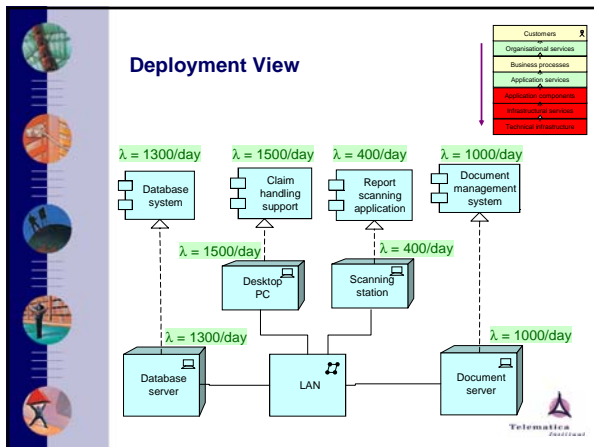 Deployment View
Customers
Organisational services
Business processes
Application services
Application components
Infrastructural services
Technical infrastructure
λ = 1300/day
λ = 1500/day
λ = 400/day
λ = 1000/day
Database
system
Claim
handling
support
Report
scanning
application
Document
management
system
λ = 1500/day
λ = 400/day
Desktop
PC
Scanning
station
λ = 1300/day
λ = 1000/day
Database
server
LAN
Document
server
Telematica
Instituut